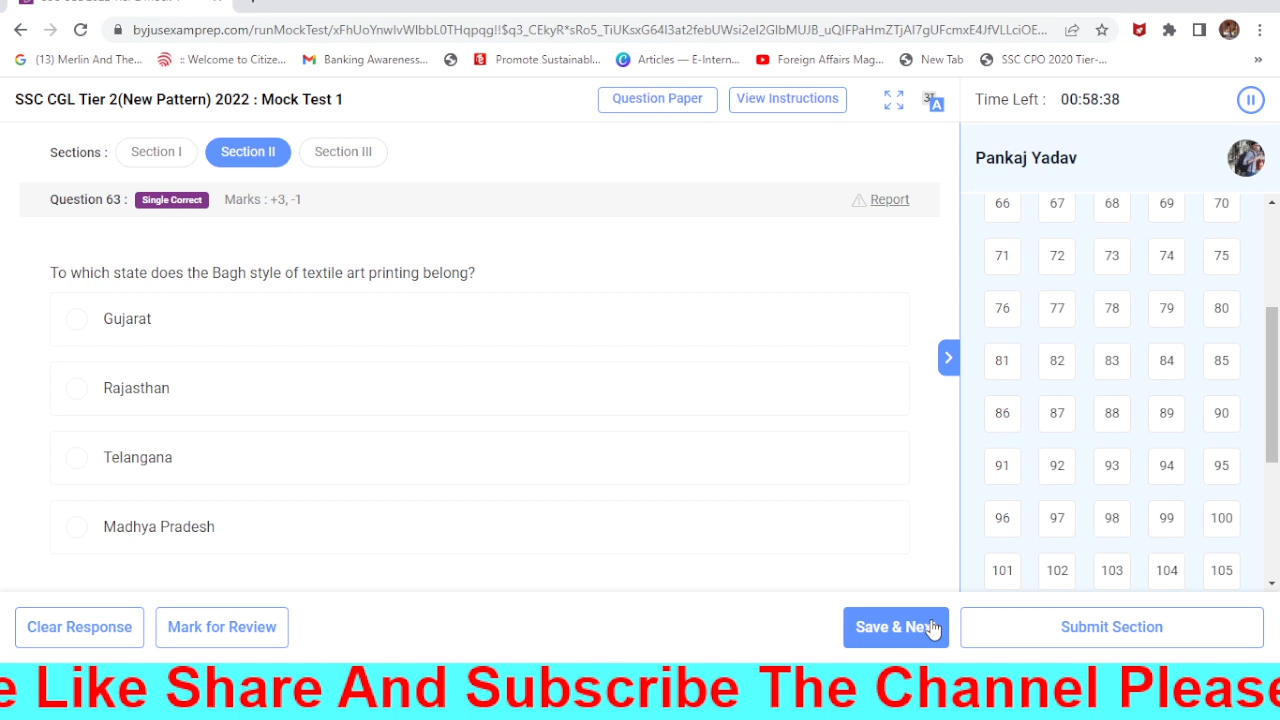 byjusexamprep.com/runMockTest/xFhUoYnwlvWlbbL0THqpqg!!$q3_CEkyR*sRo5_TiUKsxG64l3at2febUWsi2el2GlbMUJB_uQlFPaHmZTjAl7gUFcmxE4JfVLLciOE...
(13) Merlin And The...
:: Welcome to Citize...
Banking Awareness...
Promote Sustainabl...
Articles — E-Intern...
Foreign Affairs Mag...
New Tab
SSC CPO 2020 Tier-...
»
SSC CGL Tier 2(New Pattern) 2022 : Mock Test 1
Question Paper
View Instructions
Time Left : 00:58:38
Sections : Section I Section II Section III
Pankaj Yadav
Question 63 : Single Correct Marks : +3, -1
Report
To which state does the Bagh style of textile art printing belong?
Gujarat
Rajasthan
Telangana
Madhya Pradesh
66 67 68 69 70
71 72 73 74 75
76 77 78 79 80
81 82 83 84 85
86 87 88 89 90
91 92 93 94 95
96 97 98 99 100
101 102 103 104 105
Clear Response
Mark for Review
Save & Ne
Submit Section
e Like Share And Subscribe The Channel Please